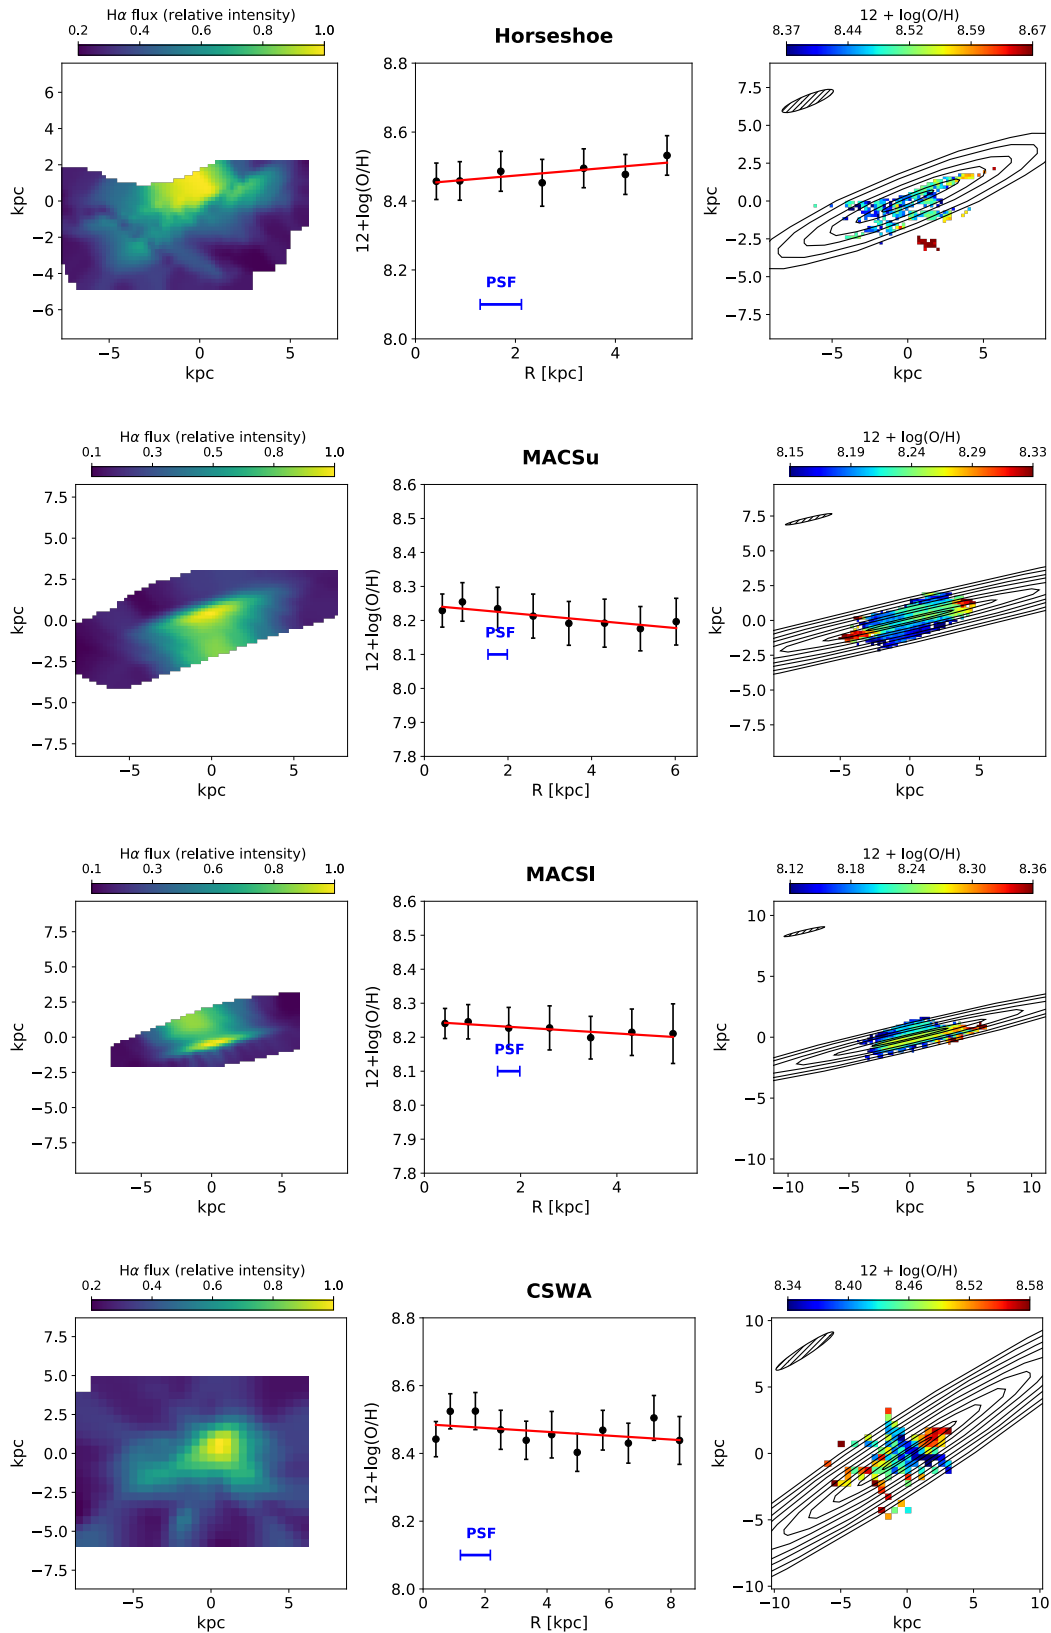 Hα flux (relative intensity)
0.2 0.4 0.6 0.8 1.0
Horseshoe
12 + log(O/H)
8.37 8.44 8.52 8.59 8.67
kpc
6
4
2
0
−2
−4
−6
−5 0 5
kpc
12+log(O/H)
8.8
8.6
8.4
8.2
8.0
PSF
0 2 4
R [kpc]
kpc
7.5
5.0
2.5
0.0
−2.5
−5.0
−7.5
−5 0 5
kpc
Hα flux (relative intensity)
0.1 0.3 0.5 0.8 1.0
MACSu
12 + log(O/H)
8.15 8.19 8.24 8.29 8.33
kpc
7.5
5.0
2.5
0.0
−2.5
−5.0
−7.5
−5 0 5
kpc
12+log(O/H)
8.6
8.5
8.4
8.3
8.2
8.1
8.0
7.9
7.8
PSF
0 2 4 6
R [kpc]
kpc
7.5
5.0
2.5
0.0
−2.5
−5.0
−7.5
−5 0 5
kpc
Hα flux (relative intensity)
0.1 0.3 0.6 0.8 1.0
MACSl
12 + log(O/H)
8.12 8.18 8.24 8.30 8.36
kpc
7.5
5.0
2.5
0.0
−2.5
−5.0
−7.5
−5 0 5
kpc
12+log(O/H)
8.6
8.5
8.4
8.3
8.2
8.1
8.0
7.9
7.8
PSF
0 2 4
R [kpc]
kpc
10
5
0
−5
−10
−10 −5 0 5 10
kpc
Hα flux (relative intensity)
0.2 0.4 0.6 0.8 1.0
CSWA
12 + log(O/H)
8.34 8.40 8.46 8.52 8.58
kpc
7.5
5.0
2.5
0.0
−2.5
−5.0
−7.5
−5 0 5
kpc
12+log(O/H)
8.8
8.6
8.4
8.2
8.0
PSF
0 2 4 6 8
R [kpc]
kpc
10
5
0
−5
−10
−10 −5 0 5 10
kpc